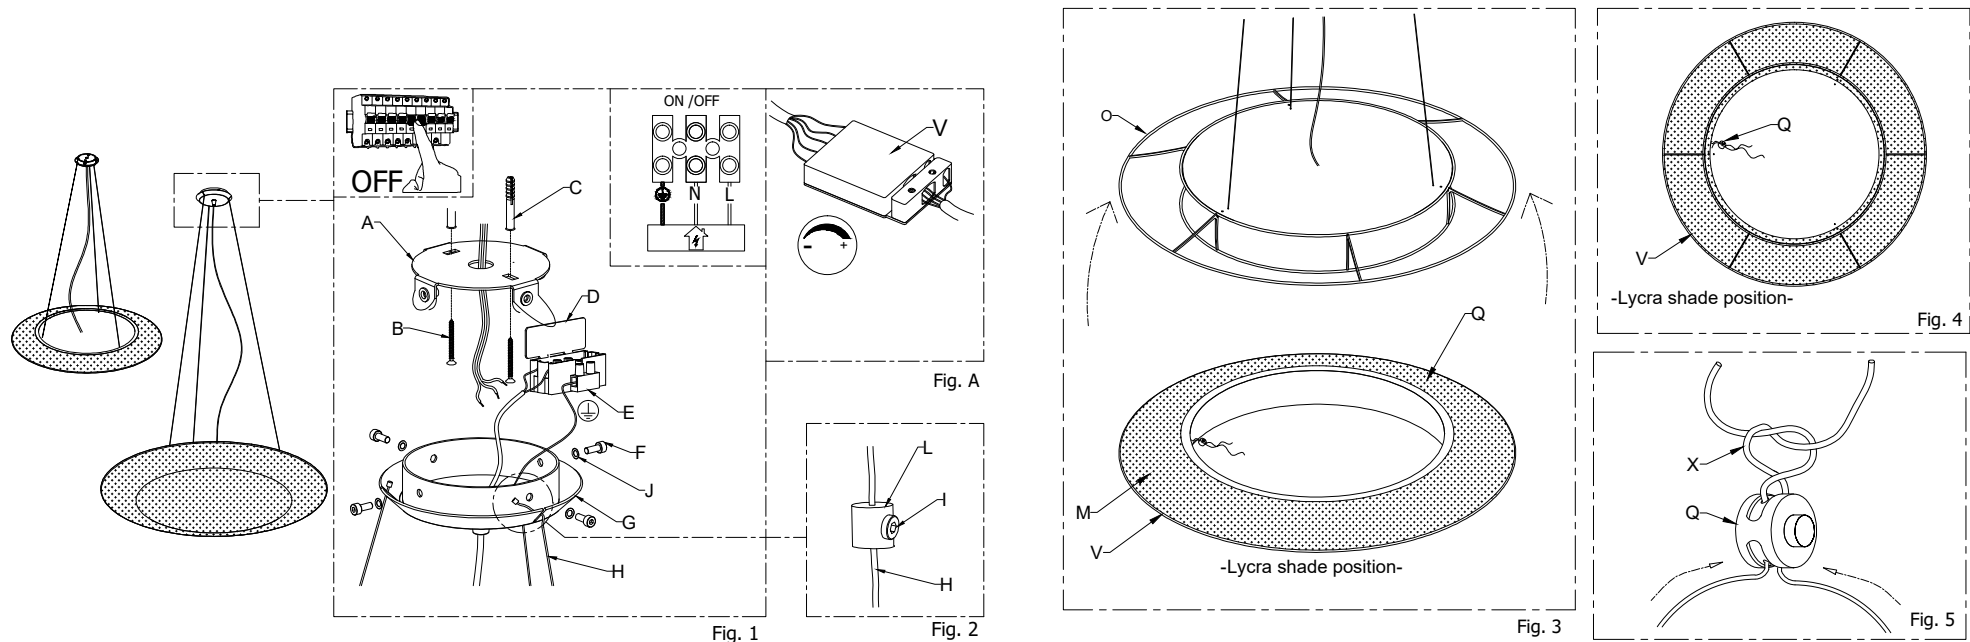 OFF
A
B
C
D
E
F
J
G
H
Fig. 1
ON /OFF
N
L
V
-
+
Fig. A
L
I
H
Fig. 2
O
Q
M
V
-Lycra shade position-
Fig. 3
Q
V
-Lycra shade position-
Fig. 4
X
Q
Fig. 5